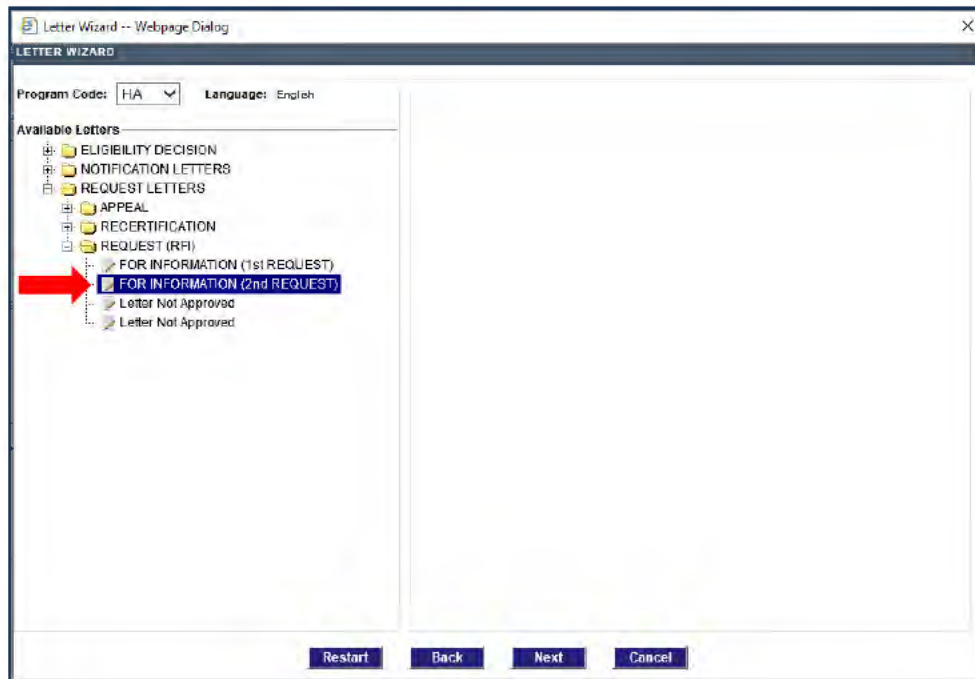 Letter Wizard -- Webpage Dialog
LETTER WIZARD
Program Code: HA Language: English
Available Letters
ELIGIBILITY DECISION
NOTIFICATION LETTERS
REQUEST LETTERS
APPEAL
RECERTIFICATION
REQUEST (RFI)
FOR INFORMATION (1st REQUEST)
FOR INFORMATION (2nd REQUEST)
Letter Not Approved
Letter Not Approved
Restart Back Next Cancel